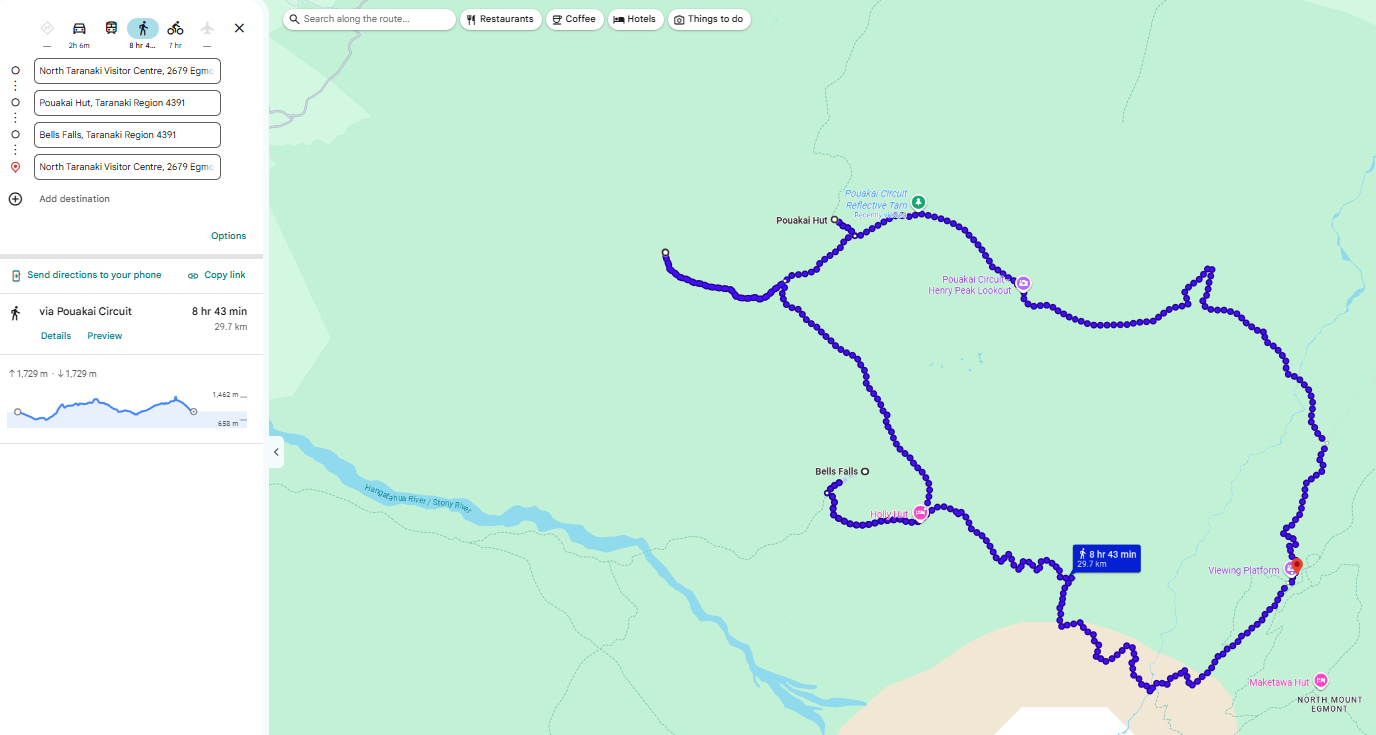 Search along the route...
Restaurants
Coffee
Hotels
Things to do
—
2h 6m
8 hr 4...
7 hr
—
North Taranaki Visitor Centre, 2679 Egmo
Pouakai Hut, Taranaki Region 4391
Bells Falls, Taranaki Region 4391
North Taranaki Visitor Centre, 2679 Egmo
Add destination
Options
Send directions to your phone
Copy link
via Pouakai Circuit
8 hr 43 min
29.7 km
Details
Preview
↑ 1,729 m · ↓ 1,729 m
1,462 m
658 m
Pouakai Circuit
Reflective Tarn
Pouakai Hut
Pouakai Circuit
Henry Peak Lookout
Bells Falls
Hangatahua River / Stony River
Holly Hut
8 hr 43 min
29.7 km
Viewing Platform
Maketawa Hut
NORTH MOUNT
EGMONT